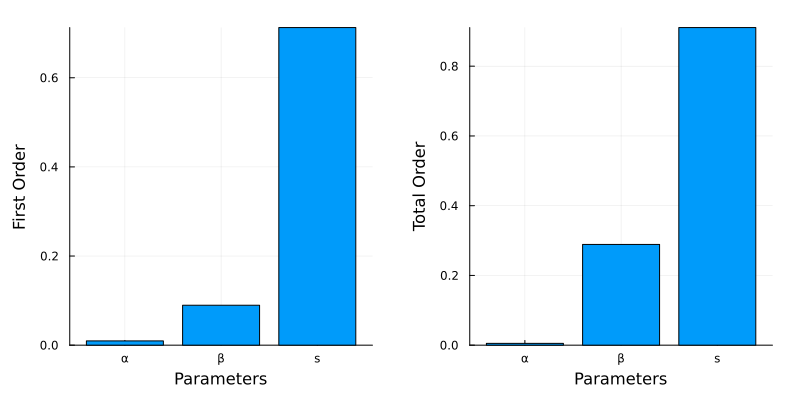 First Order
0.6
0.4
0.2
0.0
α β s
Parameters
Total Order
0.8
0.6
0.4
0.2
0.0
α β s
Parameters